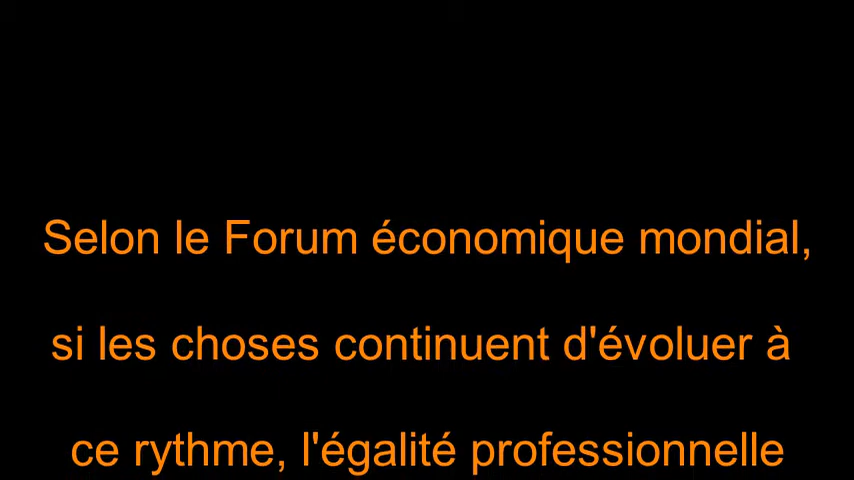 Selon le Forum économique mondial,
si les choses continuent d'évoluer à
ce rythme, l'égalité professionnelle